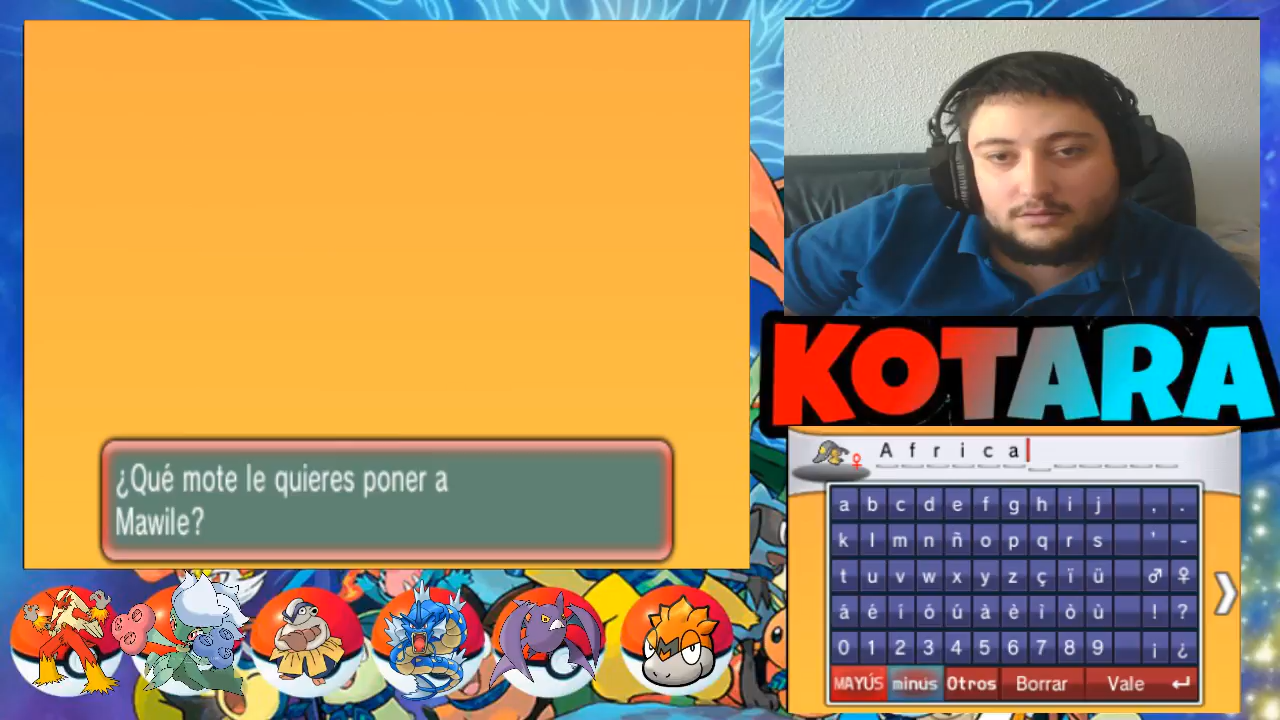 ¿Qué mote le quieres poner a
Mawile?
KOTARA
♀ Africa
a b c d e f g h i j , .
k l m n ñ o p q r s ' -
t u v w x y z ç ï ü ♂ ♀
á é í ó ú à è ì ò ù ! ?
0 1 2 3 4 5 6 7 8 9 ¡ ¿
MAYÚS minús Otros Borrar Vale ↵